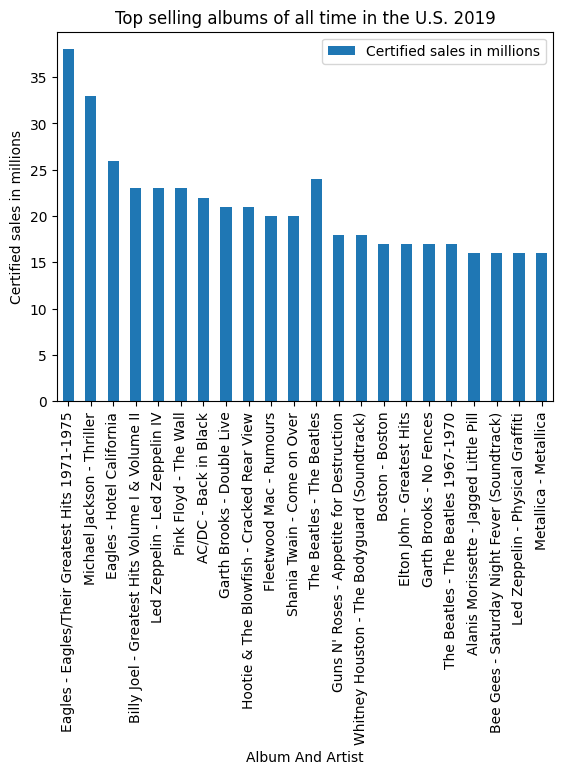 Top selling albums of all time in the U.S. 2019
Certified sales in millions
Certified sales in millions
35
30
25
20
15
10
5
0
Eagles - Eagles/Their Greatest Hits 1971-1975
Michael Jackson - Thriller
Eagles - Hotel California
Billy Joel - Greatest Hits Volume I & Volume II
Led Zeppelin - Led Zeppelin IV
Pink Floyd - The Wall
AC/DC - Back in Black
Garth Brooks - Double Live
Hootie & The Blowfish - Cracked Rear View
Fleetwood Mac - Rumours
Shania Twain - Come on Over
The Beatles - The Beatles
Guns N' Roses - Appetite for Destruction
Whitney Houston - The Bodyguard (Soundtrack)
Boston - Boston
Elton John - Greatest Hits
Garth Brooks - No Fences
The Beatles - The Beatles 1967-1970
Alanis Morissette - Jagged Little Pill
Bee Gees - Saturday Night Fever (Soundtrack)
Led Zeppelin - Physical Graffiti
Metallica - Metallica
Album And Artist